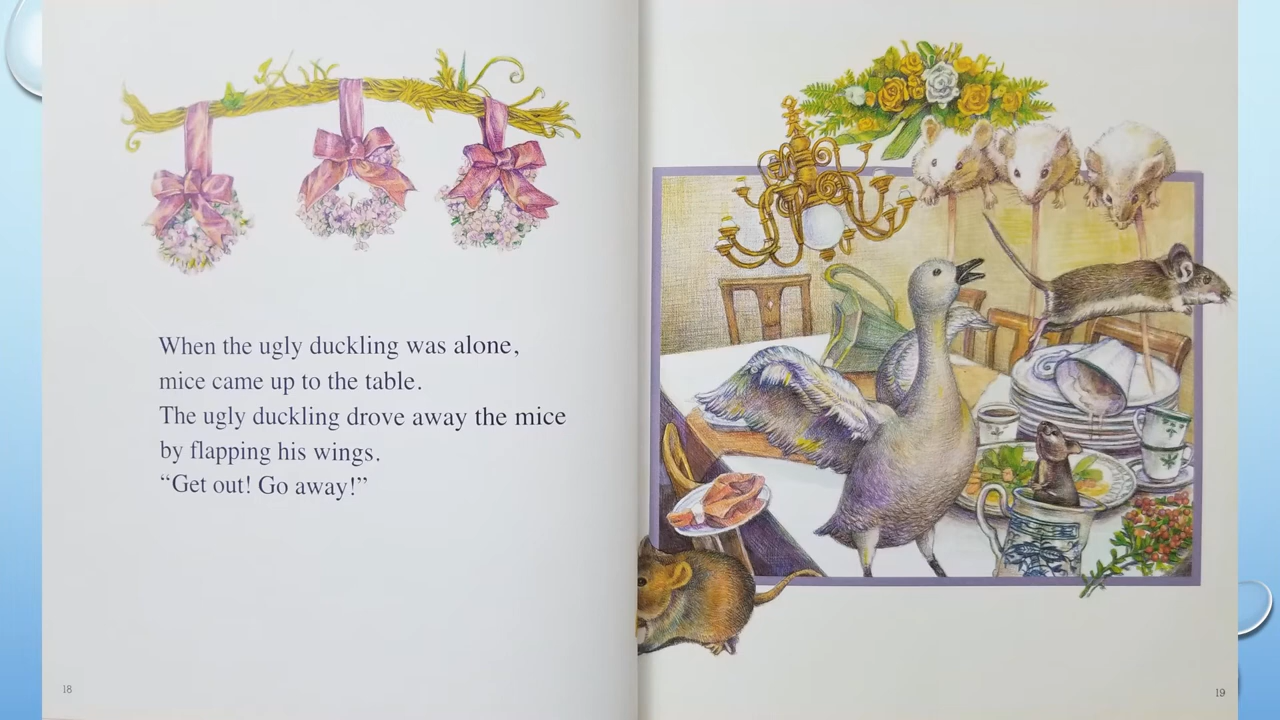 When the ugly duckling was alone,
mice came up to the table.
The ugly duckling drove away the mice
by flapping his wings.
“Get out! Go away!”
18
19